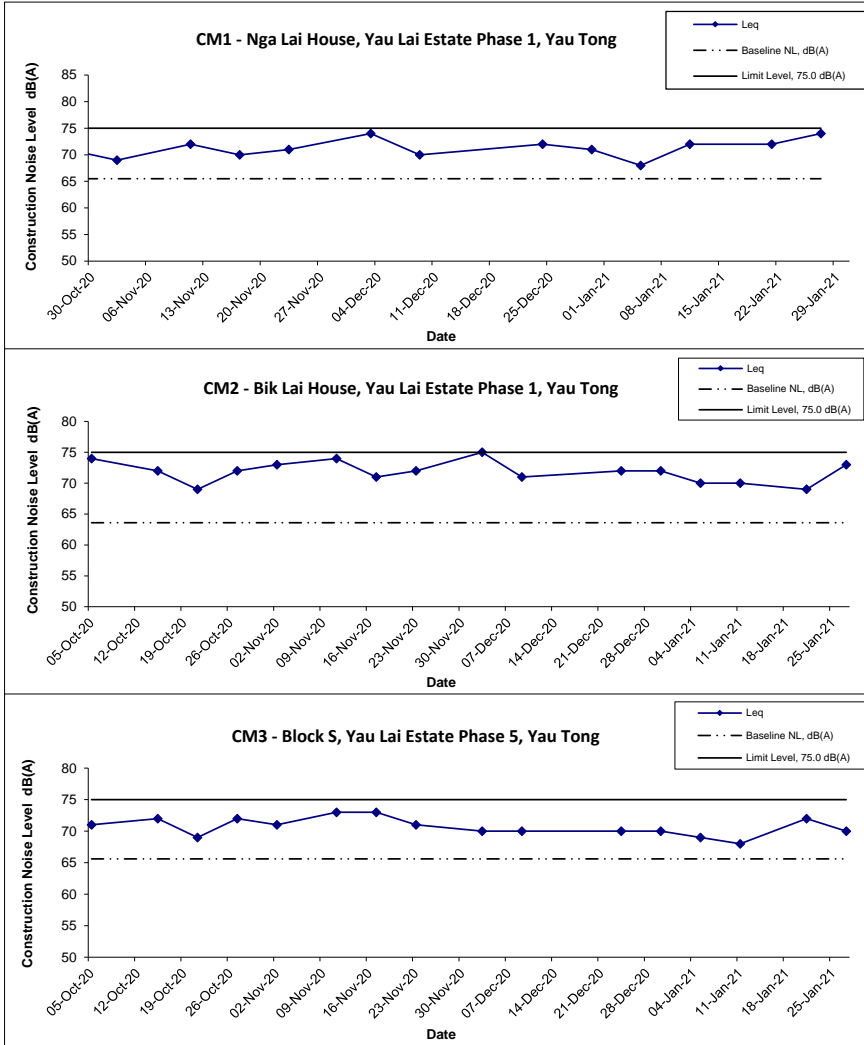 CM1 - Nga Lai House, Yau Lai Estate Phase 1, Yau Tong
Leq
Baseline NL, dB(A)
Limit Level, 75.0 dB(A)
Construction Noise Level dB(A)
85
80
75
70
65
60
55
50
30-Oct-20
06-Nov-20
13-Nov-20
20-Nov-20
27-Nov-20
04-Dec-20
11-Dec-20
18-Dec-20
25-Dec-20
01-Jan-21
08-Jan-21
15-Jan-21
22-Jan-21
29-Jan-21
Date
CM2 - Bik Lai House, Yau Lai Estate Phase 1, Yau Tong
Leq
Baseline NL, dB(A)
Limit Level, 75.0 dB(A)
Construction Noise Level dB(A)
80
75
70
65
60
55
50
05-Oct-20
12-Oct-20
19-Oct-20
26-Oct-20
02-Nov-20
09-Nov-20
16-Nov-20
23-Nov-20
30-Nov-20
07-Dec-20
14-Dec-20
21-Dec-20
28-Dec-20
04-Jan-21
11-Jan-21
18-Jan-21
25-Jan-21
Date
CM3 - Block S, Yau Lai Estate Phase 5, Yau Tong
Leq
Baseline NL, dB(A)
Limit Level, 75.0 dB(A)
Construction Noise Level dB(A)
80
75
70
65
60
55
50
05-Oct-20
12-Oct-20
19-Oct-20
26-Oct-20
02-Nov-20
09-Nov-20
16-Nov-20
23-Nov-20
30-Nov-20
07-Dec-20
14-Dec-20
21-Dec-20
28-Dec-20
04-Jan-21
11-Jan-21
18-Jan-21
25-Jan-21
Date